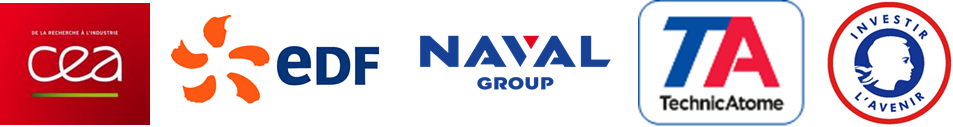 DE LA RECHERCHE À L'INDUSTRIE
cea
eDF
NAVAL
GROUP
TA
TechnicAtome
INVESTIR
L'AVENIR